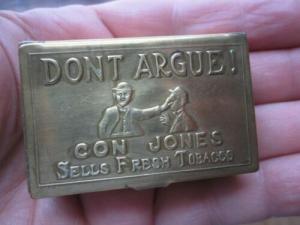 DONT ARGUE!
CON JONES
SELLS FRESH TOBACCO